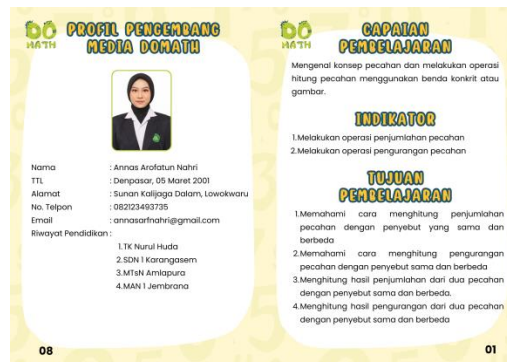 DO
MATH
PROFIL PENGEMBANG
MEDIA DOMATH
Nama : Annas Arofatun Nahri
TTL : Denpasar, 05 Maret 2001
Alamat : Sunan Kalijaga Dalam, Lowokwaru
No. Telpon : 082123493735
Email : annasarfnahri@gmail.com
Riwayat Pendidikan :
1.TK Nurul Huda
2.SDN 1 Karangasem
3.MTsN Amlapura
4.MAN 1 Jembrana
08
DO
MATH
CAPAIAN
PEMBELAJARAN
Mengenal konsep pecahan dan melakukan operasi
hitung pecahan menggunakan benda konkrit atau
gambar.
INDIKATOR
1.Melakukan operasi penjumlahan pecahan
2.Melakukan operasi pengurangan pecahan
TUJUAN
PEMBELAJARAN
1.Memahami cara menghitung penjumlahan
pecahan dengan penyebut yang sama dan
berbeda
2.Memahami cara menghitung pengurangan
pecahan dengan penyebut sama dan berbeda
3.Menghitung hasil penjumlahan dari dua pecahan
dengan penyebut sama dan berbeda.
4.Menghitung hasil pengurangan dari dua pecahan
dengan penyebut sama dan berbeda
01